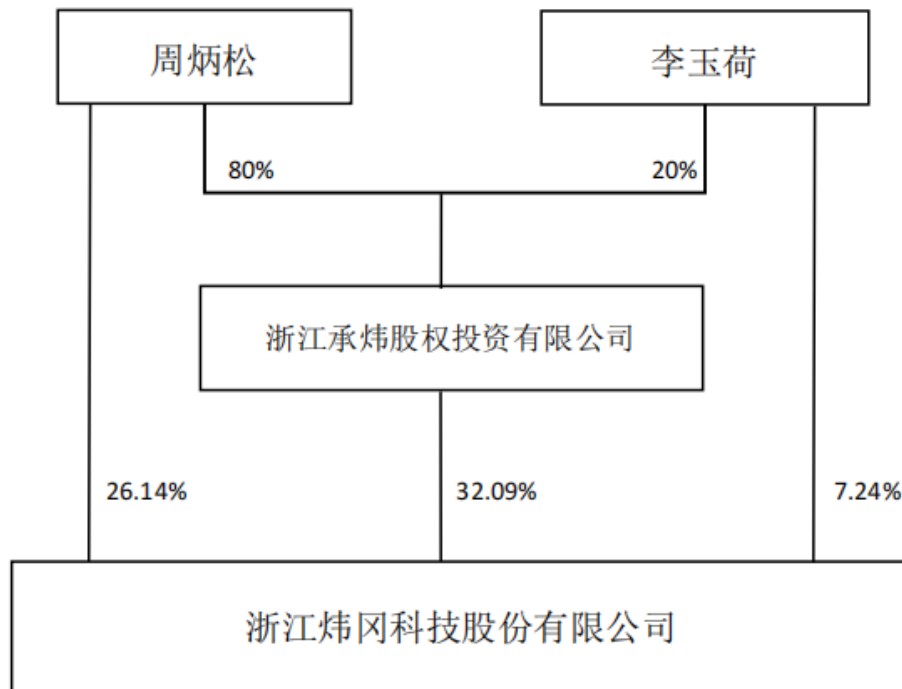 周炳松
李玉荷
80%
20%
浙江承炜股权投资有限公司
26.14%
32.09%
7.24%
浙江炜冈科技股份有限公司